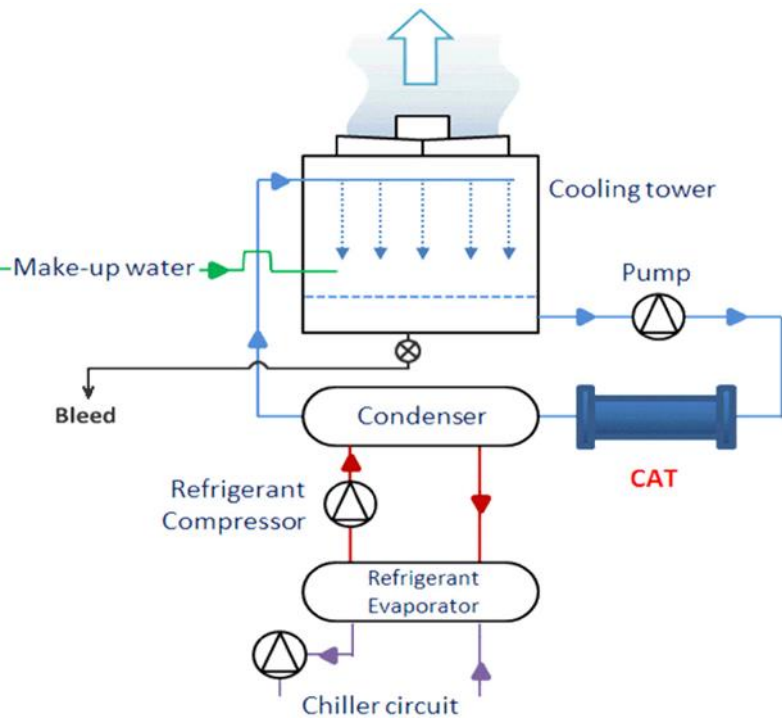 Cooling tower
Make-up water
Pump
Bleed
Condenser
CAT
Refrigerant
Compressor
Refrigerant
Evaporator
Chiller circuit